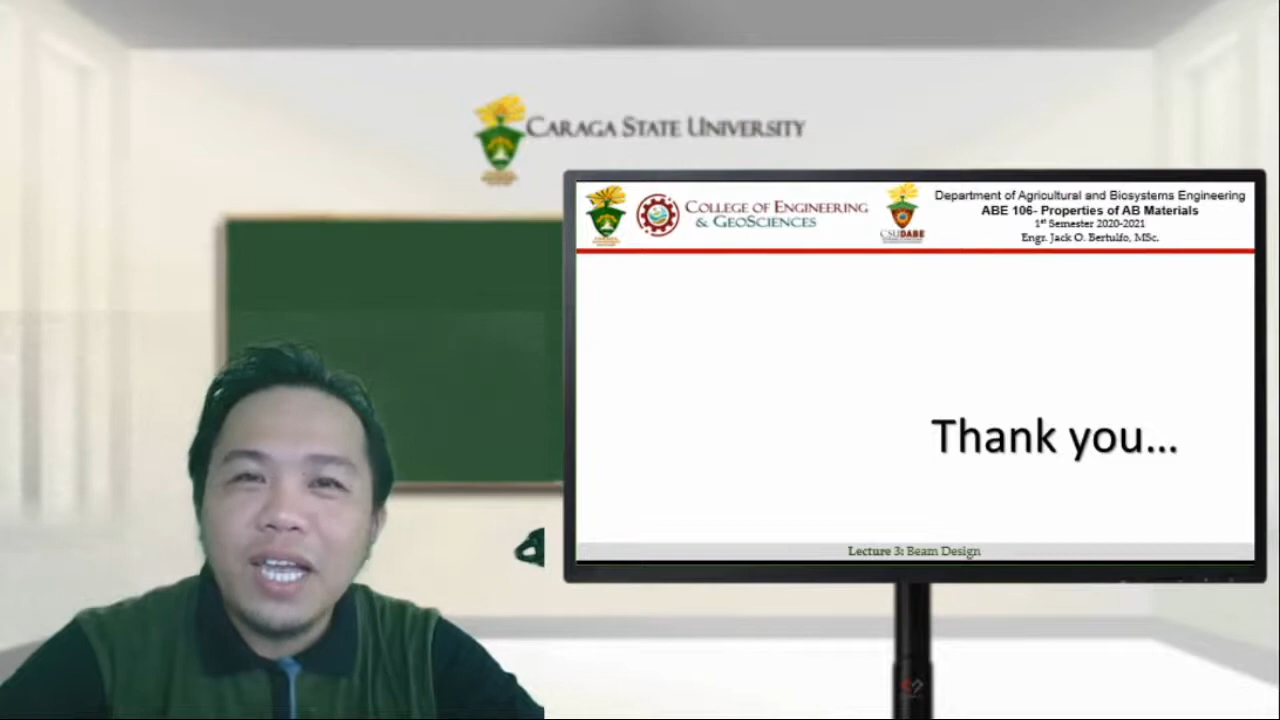 CARAGA STATE UNIVERSITY
COLLEGE OF ENGINEERING
& GEOSCIENCES
CSUDABE
Department of Agricultural and Biosystems Engineering
ABE 106- Properties of AB Materials
1st Semester 2020-2021
Engr. Jack O. Bertulfo, MSc.
Thank you...
Lecture 3: Beam Design